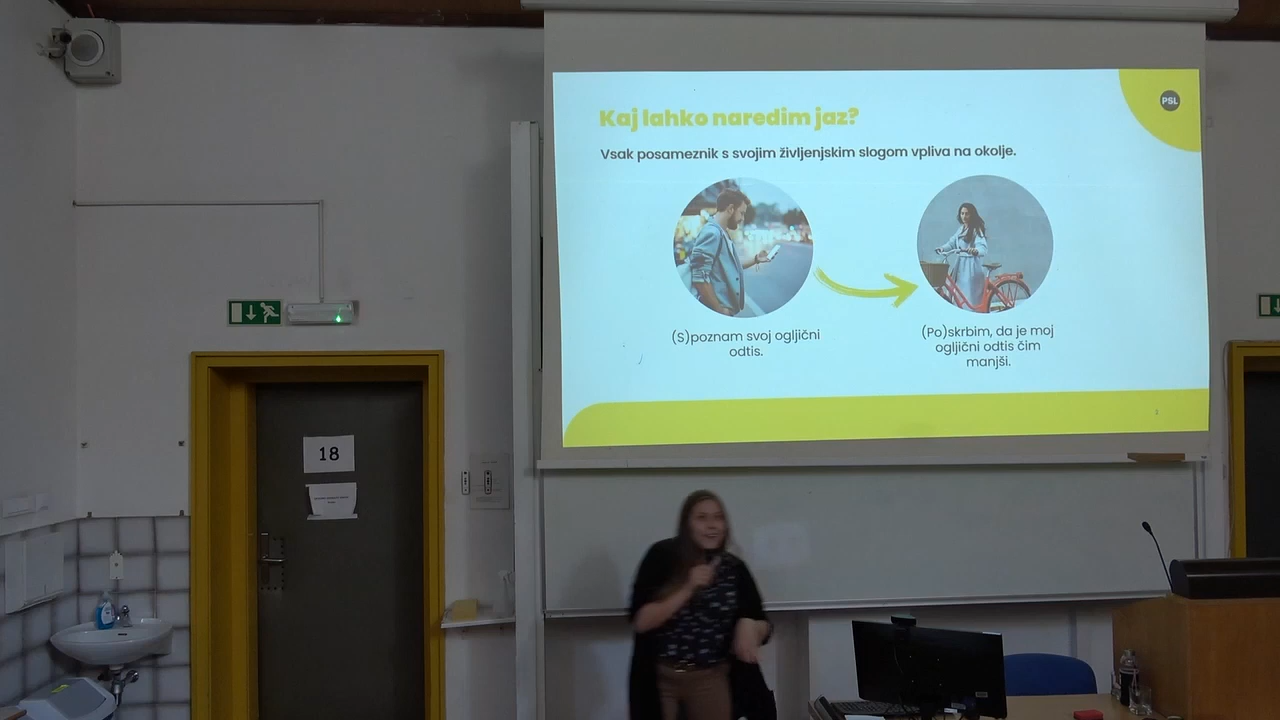 PSL
Kaj lahko naredim jaz?
Vsak posameznik s svojim življenjskim slogom vpliva na okolje.
(S)poznam svoj ogljični
odtis.
(Po)skrbim, da je moj
ogljični odtis čim
manjši.
1
18